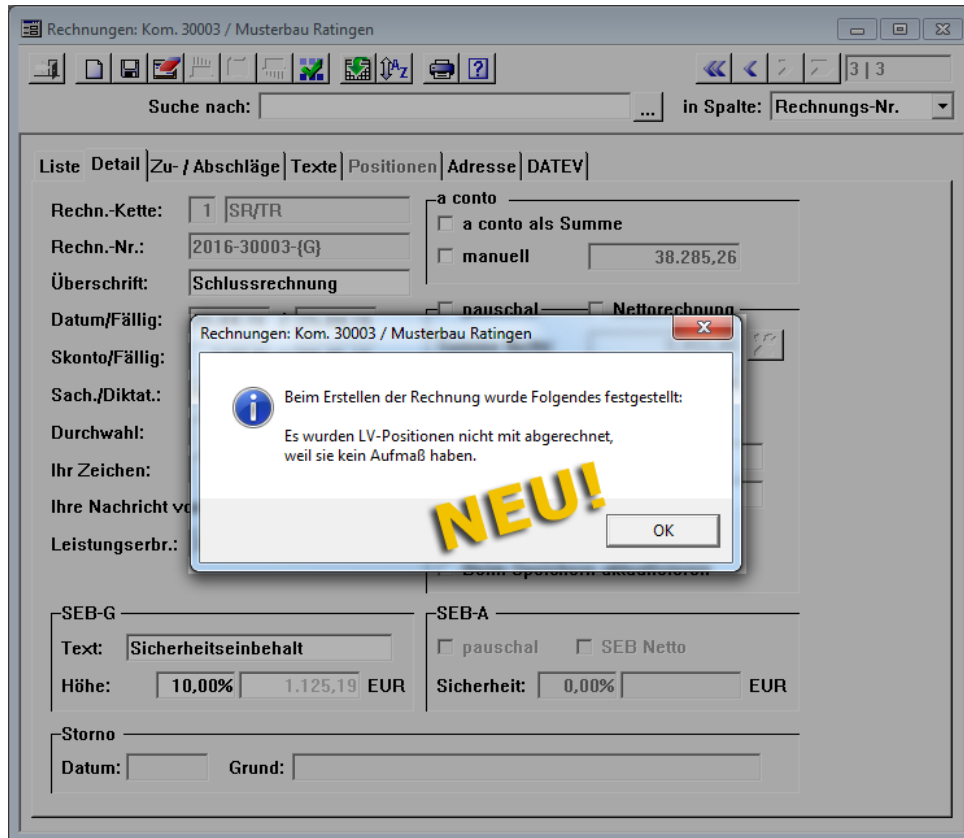 Rechnungen: Kom. 30003 / Musterbau Ratingen
3 | 3
Suche nach: ... in Spalte: Rechnungs-Nr.
Liste Detail Zu- / Abschläge Texte Positionen Adresse DATEV
Rechn.-Kette: 1 SR/TR
a conto
a conto als Summe
Rechn.-Nr.: 2016-30003-{G}
manuell 38.285,26
Überschrift: Schlussrechnung
pauschal Nettorechnung
Datum/Fällig:
Skonto/Fällig:
Sach./Diktat.:
Durchwahl:
Ihr Zeichen:
Ihre Nachricht
Leistungserbr.:
Rechnungen: Kom. 30003 / Musterbau Ratingen
Beim Erstellen der Rechnung wurde Folgendes festgestellt:
Es wurden LV-Positionen nicht mit abgerechnet,
weil sie kein Aufmaß haben.
NEU!
OK
Beim Speichern aktualisieren
SEB-G
Text: Sicherheitseinbehalt
Höhe: 10,00% 1.125,19 EUR
SEB-A
pauschal SEB Netto
Sicherheit: 0,00% EUR
Storno
Datum: Grund: